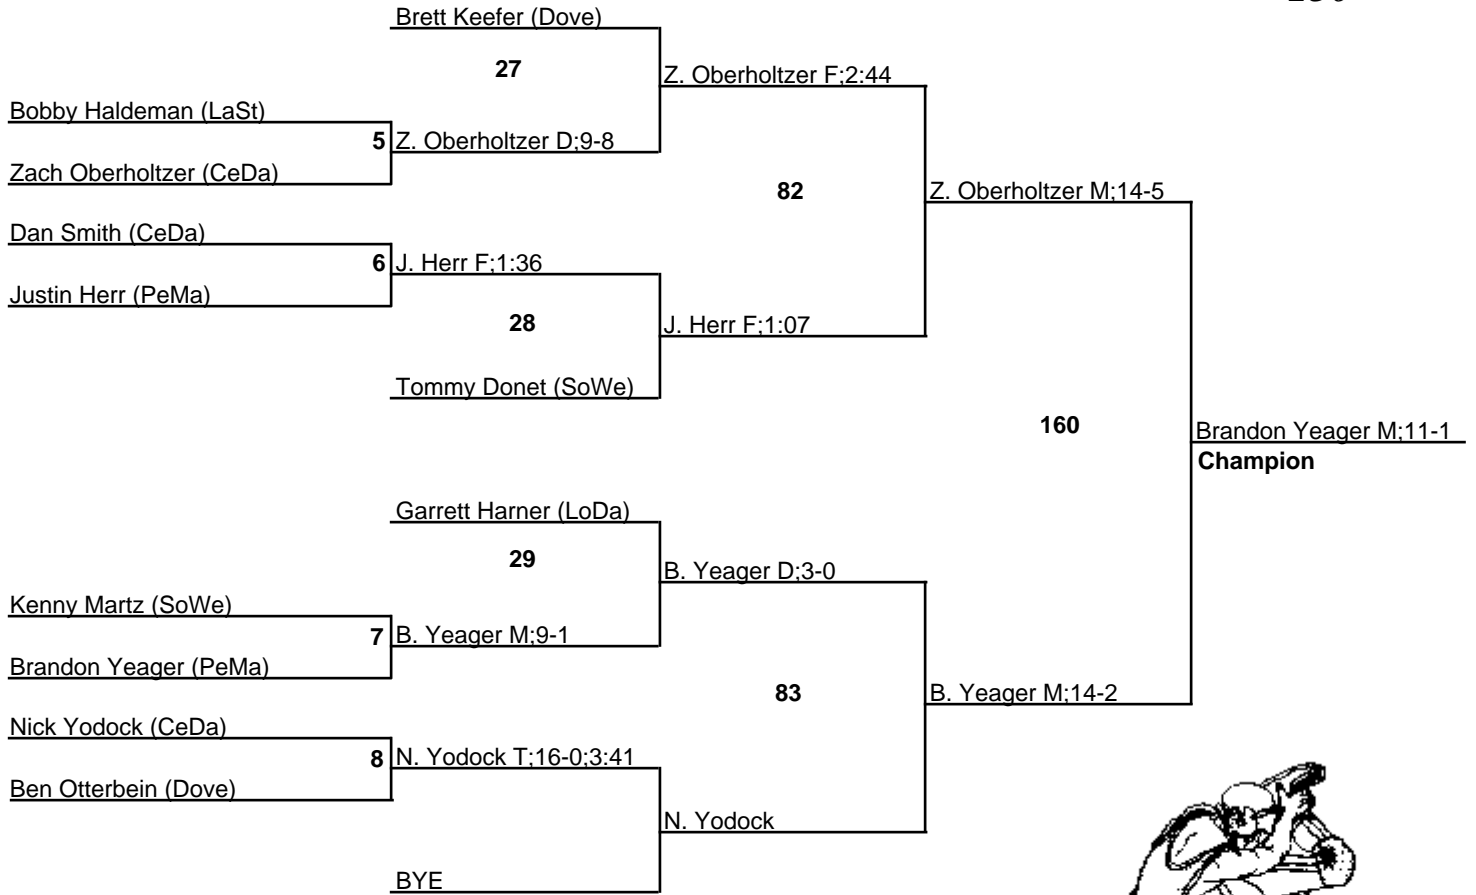 Brett Keefer (Dove)
27
Z. Oberholtzer F;2:44
Bobby Haldeman (LaSt)
5 Z. Oberholtzer D;9-8
Zach Oberholtzer (CeDa)
82
Z. Oberholtzer M;14-5
Dan Smith (CeDa)
6 J. Herr F;1:36
Justin Herr (PeMa)
28
J. Herr F;1:07
Tommy Donet (SoWe)
160
Brandon Yeager M;11-1
Champion
Garrett Harner (LoDa)
29
B. Yeager D;3-0
Kenny Martz (SoWe)
7 B. Yeager M;9-1
Brandon Yeager (PeMa)
83
B. Yeager M;14-2
Nick Yodock (CeDa)
8 N. Yodock T;16-0;3:41
Ben Otterbein (Dove)
N. Yodock
BYE